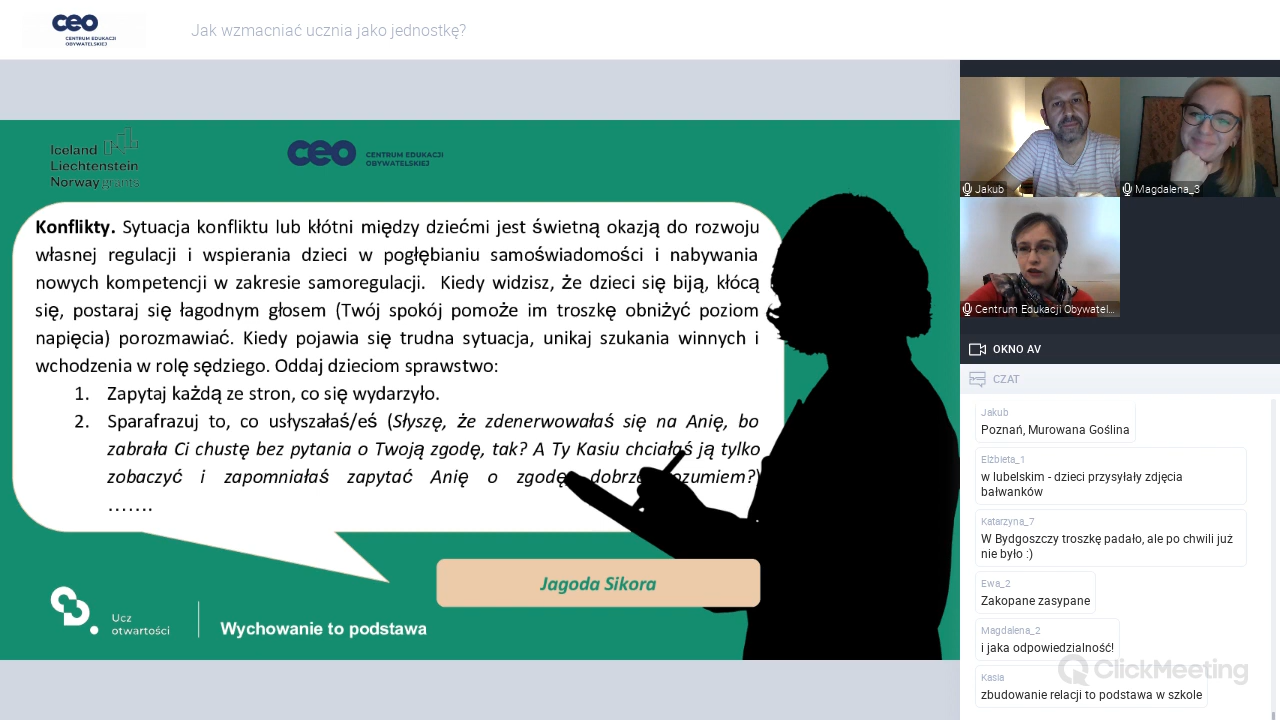 ceo
CENTRUM EDUKACJI
OBYWATELSKIEJ
Jak wzmacniać ucznia jako jednostkę?
Iceland
Liechtenstein
Norway grants
ceo
CENTRUM EDUKACJI
OBYWATELSKIEJ
Konflikty. Sytuacja konfliktu lub kłótni między dziećmi jest świetną okazją do rozwoju
własnej regulacji i wspierania dzieci w pogłębianiu samoświadomości i nabywania
nowych kompetencji w zakresie samoregulacji. Kiedy widzisz, że dzieci się biją, kłócą
się, postaraj się łagodnym głosem (Twój spokój pomoże im troszkę obniżyć poziom
napięcia) porozmawiać. Kiedy pojawia się trudna sytuacja, unikaj szukania winnych i
wchodzenia w rolę sędziego. Oddaj dzieciom sprawstwo:
1. Zapytaj każdą ze stron, co się wydarzyło.
2. Sparafrazuj to, co usłyszałaś/eś (Słyszę, że zdenerwowałaś się na Anię, bo
zabrała Ci chustę bez pytania o Twoją zgodę, tak? A Ty Kasiu chciałaś ją tylko
zobaczyć i zapomniałaś zapytać Anię o zgodę, dobrze rozumiem?)
.......
Jagoda Sikora
Ucz
otwartości
Wychowanie to podstawa
Jakub
Magdalena_3
Centrum Edukacji Obywatel...
OKNO AV
CZAT
Jakub
Poznań, Murowana Goślina
Elżbieta_1
w lubelskim - dzieci przysyłały zdjęcia
bałwanków
Katarzyna_7
W Bydgoszczy troszkę padało, ale po chwili już
nie było :)
Ewa_2
Zakopane zasypane
Magdalena_2
i jaka odpowiedzialność!
ClickMeeting
Kasia
zbudowanie relacji to podstawa w szkole